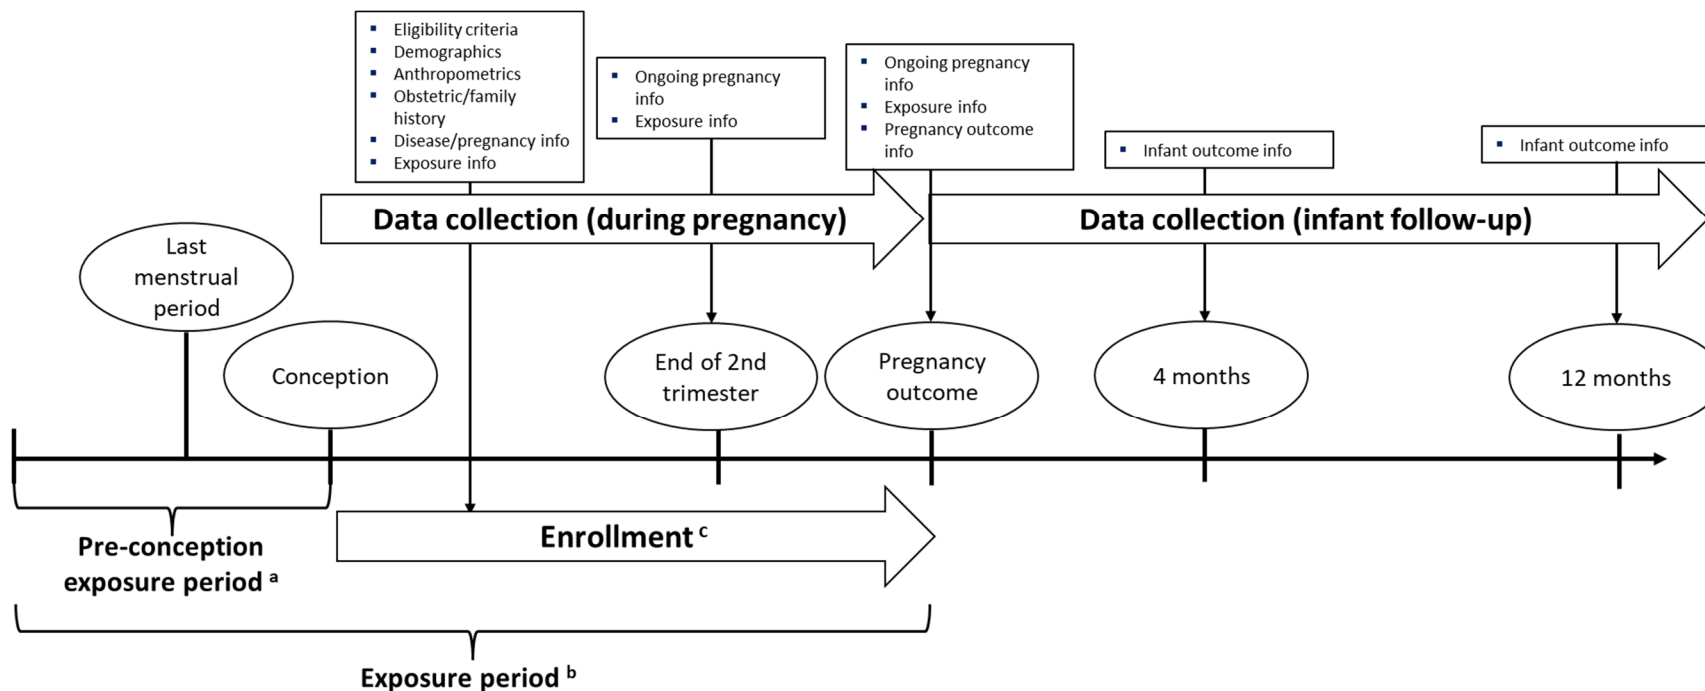 ▪ Eligibility criteria
▪ Demographics
▪ Anthropometrics
▪ Obstetric/family
history
▪ Disease/pregnancy info
▪ Exposure info
▪ Ongoing pregnancy
info
▪ Exposure info
▪ Ongoing pregnancy
info
▪ Exposure info
▪ Pregnancy outcome
info
▪ Infant outcome info
▪ Infant outcome info
Data collection (during pregnancy)
Data collection (infant follow-up)
Last
menstrual
period
Conception
End of 2nd
trimester
Pregnancy
outcome
4 months
12 months
Pre-conception
exposure period a
Enrollment c
Exposure period b